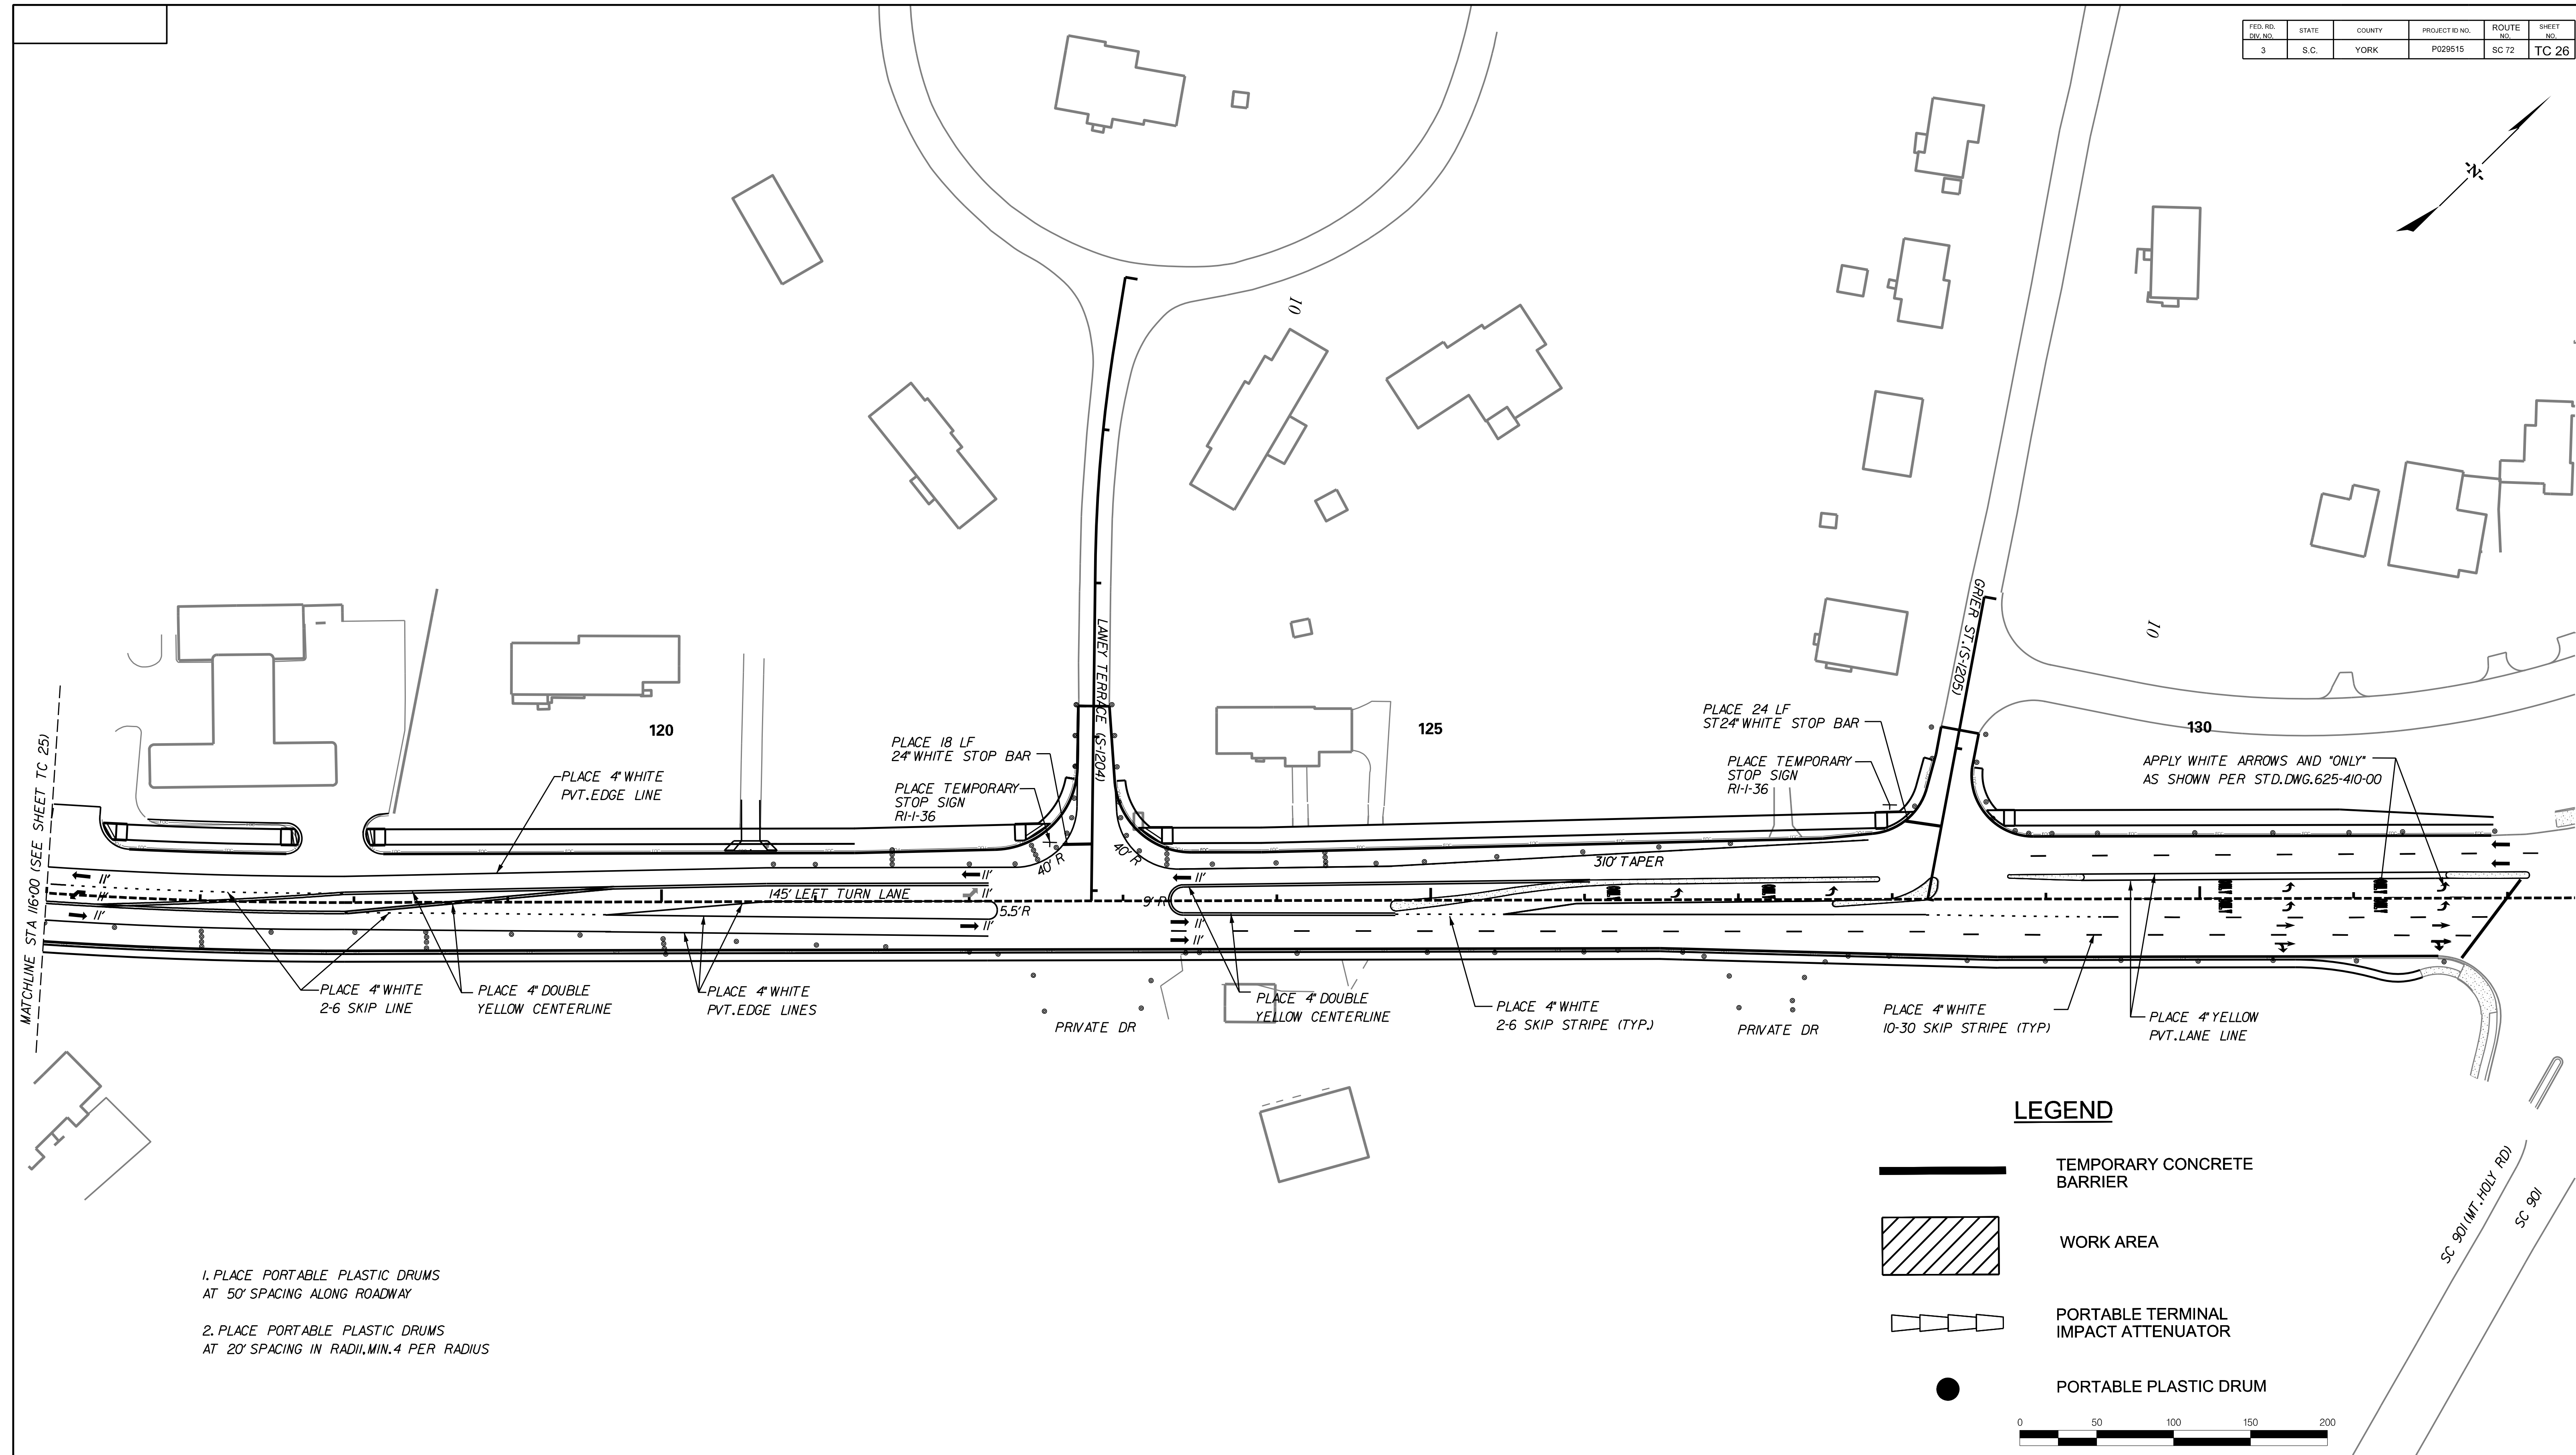 FED. RD. DIV. NO. STATE COUNTY PROJECT ID NO. ROUTE NO. SHEET NO.
3 S.C. YORK P029515 SC 72 TC 26
-N-
10
10
MATCHLINE STA 116+00 (SEE SHEET TC 25)
LANEY TERRACE (S-1204)
GRIER ST. (S-1205)
120
125
130
PLACE 4" WHITE
PVT. EDGE LINE
PLACE 18 LF
24" WHITE STOP BAR
PLACE TEMPORARY
STOP SIGN
R1-1-36
PLACE 24 LF
ST24" WHITE STOP BAR
PLACE TEMPORARY
STOP SIGN
R1-1-36
APPLY WHITE ARROWS AND "ONLY"
AS SHOWN PER STD. DWG. 625-410-00
40' R
40' R
310' TAPER
11'
11'
11'
145' LEFT TURN LANE
11'
11'
11'
5.5' R
9' R
11'
11'
11'
ONLY
ONLY
ONLY
ONLY
ONLY
ONLY
PLACE 4" WHITE
2-6 SKIP LINE
PLACE 4" DOUBLE
YELLOW CENTERLINE
PLACE 4" WHITE
PVT. EDGE LINES
PRIVATE DR
PLACE 4" DOUBLE
YELLOW CENTERLINE
PLACE 4" WHITE
2-6 SKIP STRIPE (TYP.)
PRIVATE DR
PLACE 4" WHITE
10-30 SKIP STRIPE (TYP)
PLACE 4" YELLOW
PVT. LANE LINE
SC 901 (MT. HOLY RD)
SC 901
1. PLACE PORTABLE PLASTIC DRUMS
AT 50' SPACING ALONG ROADWAY
2. PLACE PORTABLE PLASTIC DRUMS
AT 20' SPACING IN RADII, MIN. 4 PER RADIUS
LEGEND
TEMPORARY CONCRETE
BARRIER
WORK AREA
PORTABLE TERMINAL
IMPACT ATTENUATOR
PORTABLE PLASTIC DRUM
0 50 100 150 200